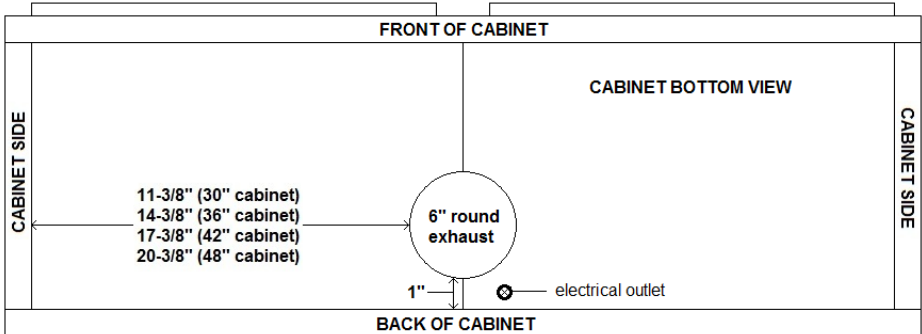 FRONT OF CABINET
CABINET BOTTOM VIEW
CABINET SIDE
CABINET SIDE
11-3/8" (30" cabinet)
14-3/8" (36" cabinet)
17-3/8" (42" cabinet)
20-3/8" (48" cabinet)
6" round
exhaust
1"
electrical outlet
BACK OF CABINET